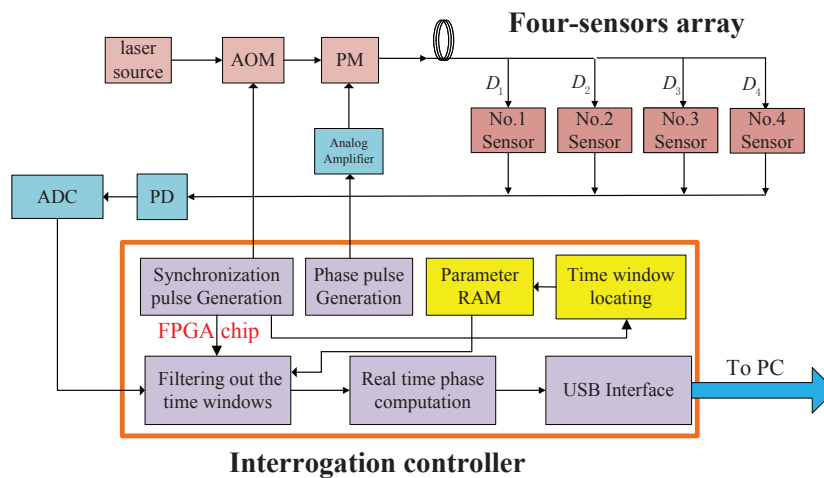 Four-sensors array
laser
source
AOM
PM
D1
D2
D3
D4
No.1
Sensor
No.2
Sensor
No.3
Sensor
No.4
Sensor
Analog
Amplifier
ADC
PD
Synchronization
pulse Generation
Phase pulse
Generation
Parameter
RAM
Time window
locating
FPGA chip
Filtering out the
time windows
Real time phase
computation
USB Interface
To PC
Interrogation controller